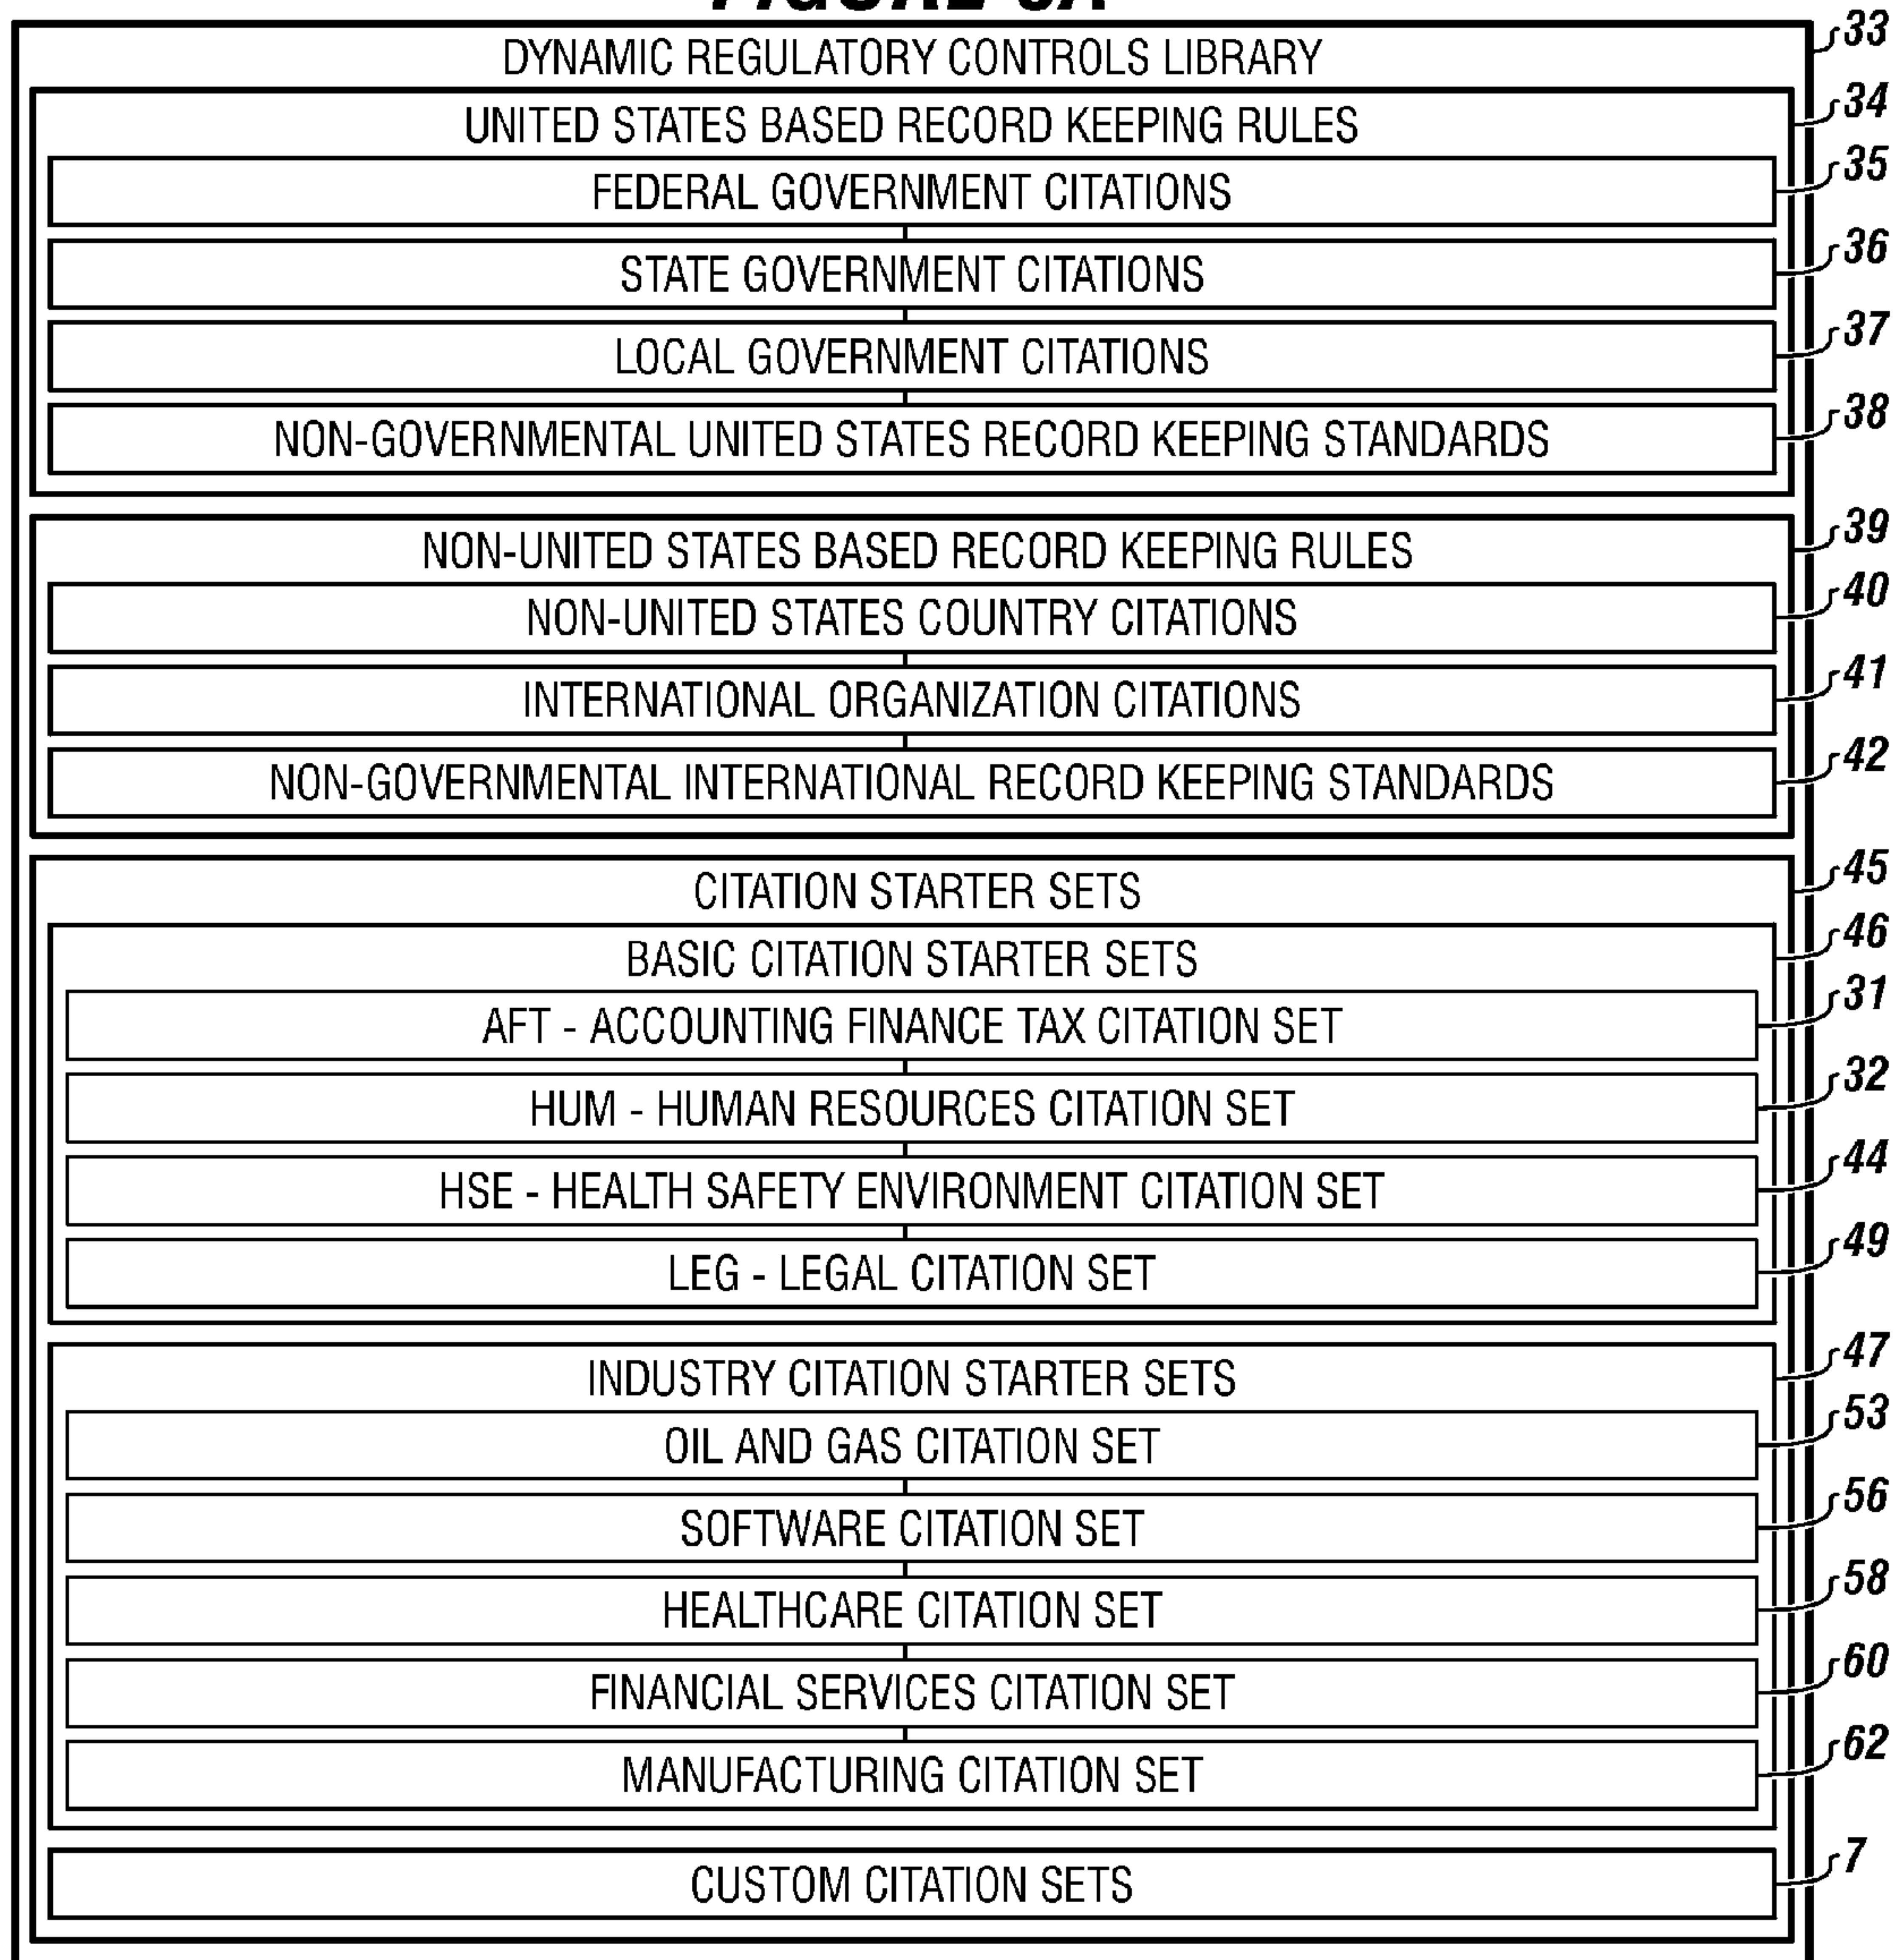 DYNAMIC REGULATORY CONTROLS LIBRARY 33
UNITED STATES BASED RECORD KEEPING RULES 34
FEDERAL GOVERNMENT CITATIONS 35
STATE GOVERNMENT CITATIONS 36
LOCAL GOVERNMENT CITATIONS 37
NON-GOVERNMENTAL UNITED STATES RECORD KEEPING STANDARDS 38
NON-UNITED STATES BASED RECORD KEEPING RULES 39
NON-UNITED STATES COUNTRY CITATIONS 40
INTERNATIONAL ORGANIZATION CITATIONS 41
NON-GOVERNMENTAL INTERNATIONAL RECORD KEEPING STANDARDS 42
CITATION STARTER SETS 45
BASIC CITATION STARTER SETS 46
AFT - ACCOUNTING FINANCE TAX CITATION SET 31
HUM - HUMAN RESOURCES CITATION SET 32
HSE - HEALTH SAFETY ENVIRONMENT CITATION SET 44
LEG - LEGAL CITATION SET 49
INDUSTRY CITATION STARTER SETS 47
OIL AND GAS CITATION SET 53
SOFTWARE CITATION SET 56
HEALTHCARE CITATION SET 58
FINANCIAL SERVICES CITATION SET 60
MANUFACTURING CITATION SET 62
CUSTOM CITATION SETS 7